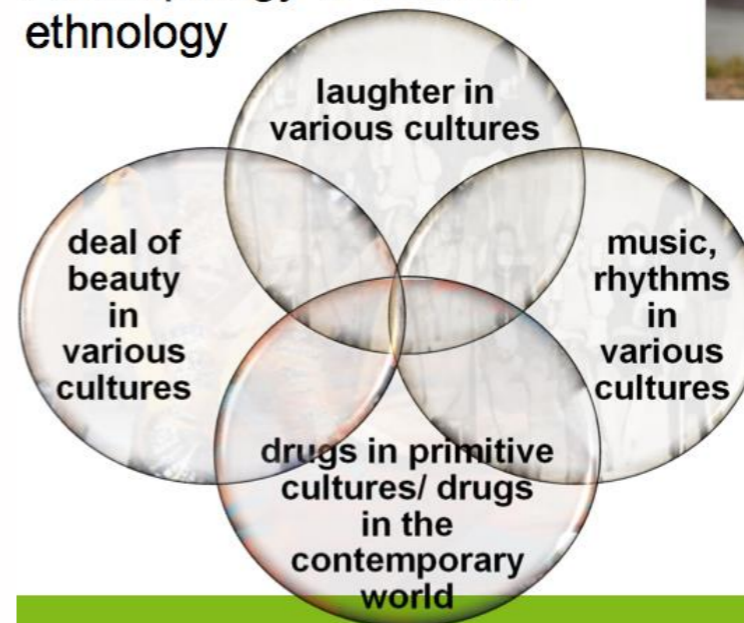 ethnology
laughter in
various cultures
deal of
beauty
in
various
cultures
music,
rhythms
in
various
cultures
drugs in primitive
cultures/ drugs
in the
contemporary
world